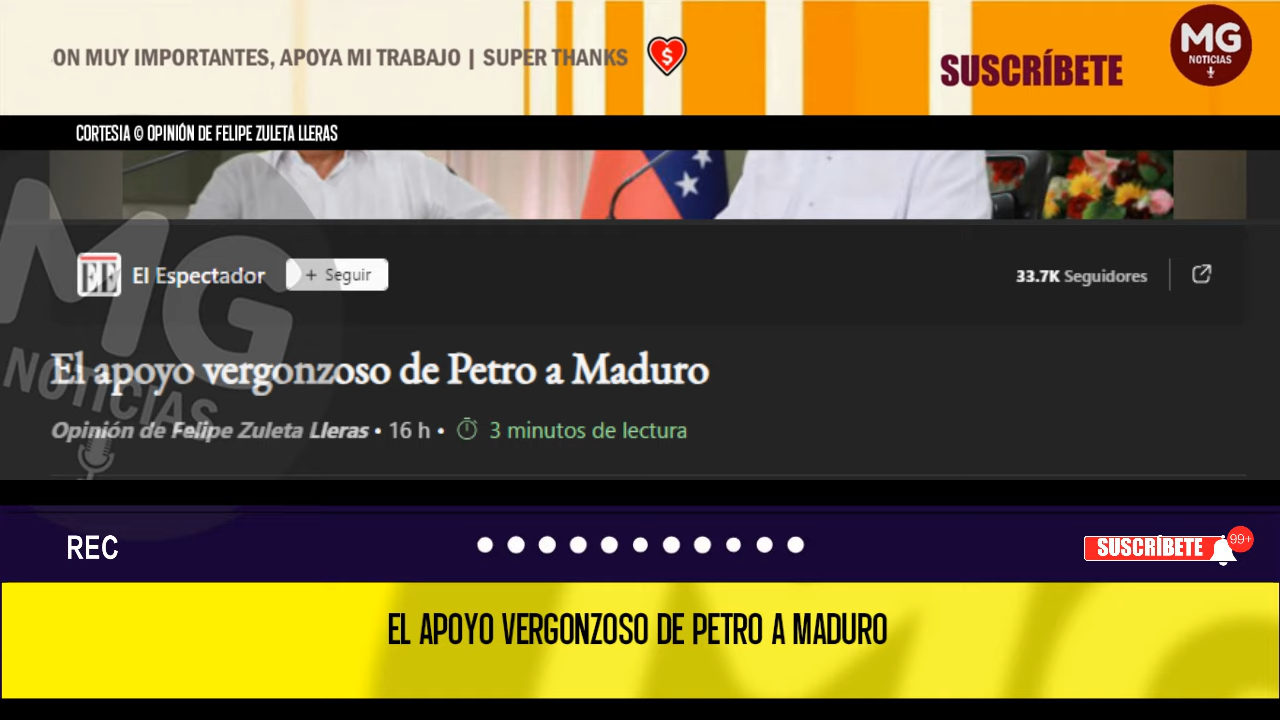 ON MUY IMPORTANTES, APOYA MI TRABAJO | SUPER THANKS
$
SUSCRÍBETE
MG
NOTICIAS
CORTESIA © OPINIÓN DE FELIPE ZULETA LLERAS
EE
El Espectador
+ Seguir
33.7K Seguidores
MG
NOTICIAS
El apoyo vergonzoso de Petro a Maduro
Opinión de Felipe Zuleta Lleras • 16 h • 3 minutos de lectura
REC
SUSCRÍBETE
99+
EL APOYO VERGONZOSO DE PETRO A MADURO